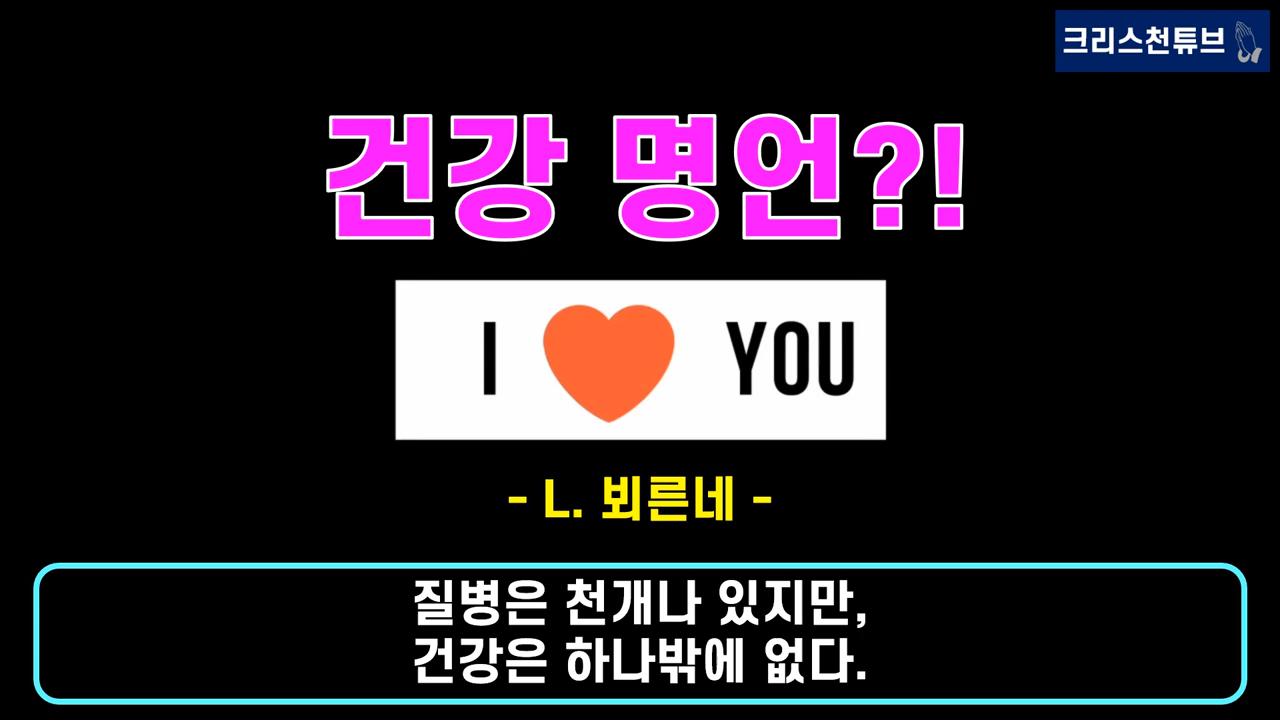 크리스천튜브
건강 명언?!
I YOU
- L. 뵈른네 -
질병은 천개나 있지만,
건강은 하나밖에 없다.